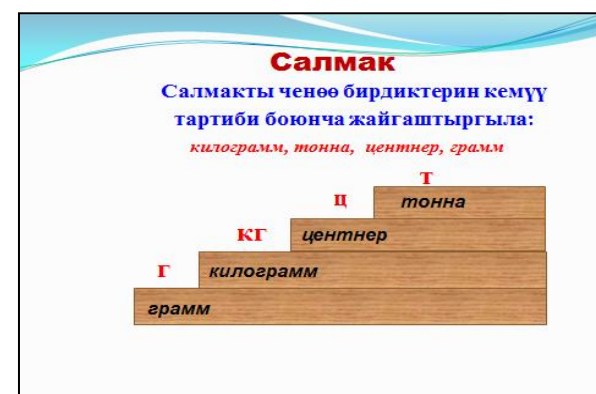 Салмак
Салмакты ченөө бирдиктерин кемүү
тартиби боюнча жайгаштыргыла:
килограмм, тонна, центнер, грамм
т
ц тонна
кг центнер
г килограмм
грамм